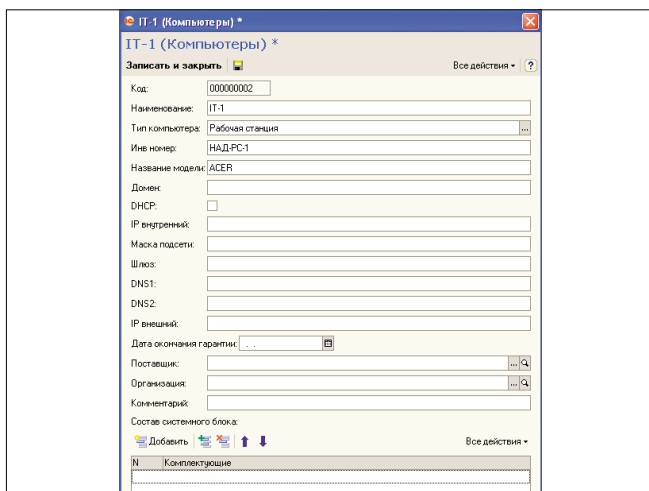 IT-1 (Компьютеры) *
IT-1 (Компьютеры) *
Записать и закрыть Все действия ?
Код: 000000002
Наименование: IT-1
Тип компьютера: Рабочая станция ...
Инв номер: НАД-РС-1
Название модели: ACER
Домен:
DHCP:
IP внутренний:
Маска подсети:
Шлюз:
DNS1:
DNS2:
IP внешний:
Дата окончания гарантии: . .
Поставщик: ...
Организация: ...
Комментарий:
Состав системного блока:
Добавить Все действия
N Комплектующие